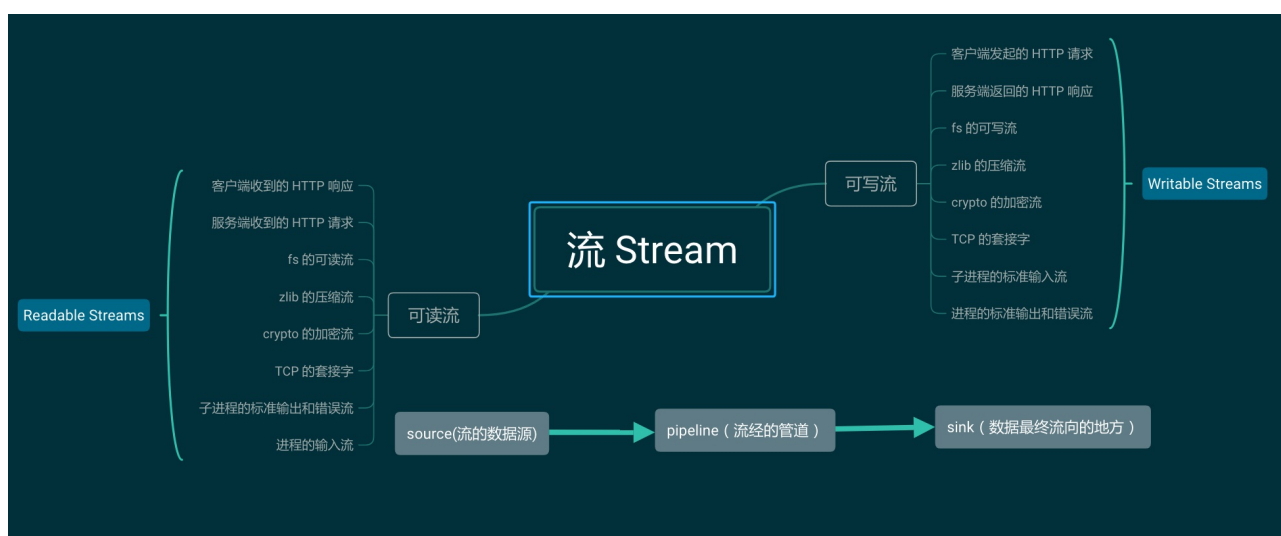 流 Stream
可读流
Readable Streams
客户端收到的 HTTP 响应
服务端收到的 HTTP 请求
fs 的可读流
zlib 的压缩流
crypto 的加密流
TCP 的套接字
子进程的标准输出和错误流
进程的输入流
可写流
客户端发起的 HTTP 请求
服务端返回的 HTTP 响应
fs 的可写流
zlib 的压缩流
crypto 的加密流
TCP 的套接字
子进程的标准输入流
进程的标准输出和错误流
Writable Streams
source(流的数据源)
pipeline（流经的管道）
sink（数据最终流向的地方）